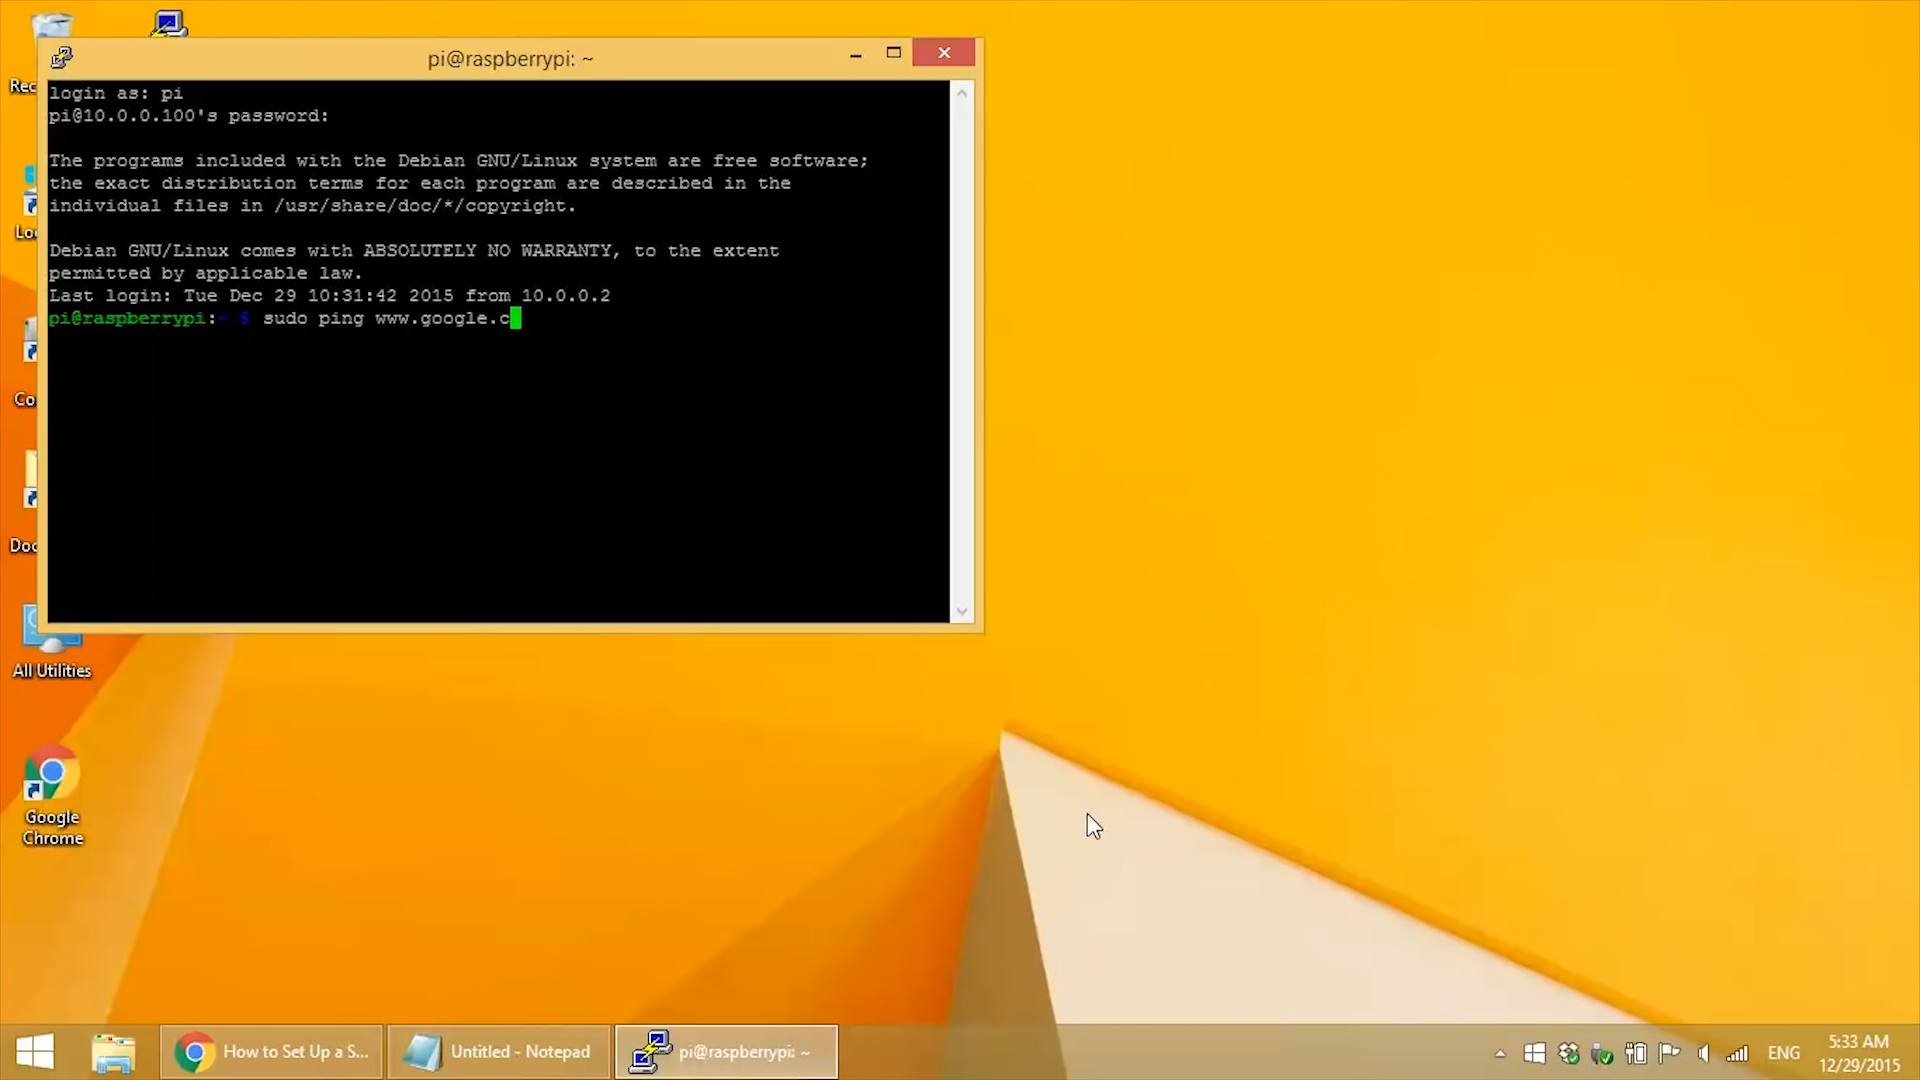 pi@raspberrypi: ~
login as: pi
pi@10.0.0.100's password:
The programs included with the Debian GNU/Linux system are free software;
the exact distribution terms for each program are described in the
individual files in /usr/share/doc/*/copyright.
Debian GNU/Linux comes with ABSOLUTELY NO WARRANTY, to the extent
permitted by applicable law.
Last login: Tue Dec 29 10:31:42 2015 from 10.0.0.2
pi@raspberrypi:~ $ sudo ping www.google.c
All Utilities
Google
Chrome
How to Set Up a S...
Untitled - Notepad
pi@raspberrypi: ~
ENG
5:33 AM
12/29/2015